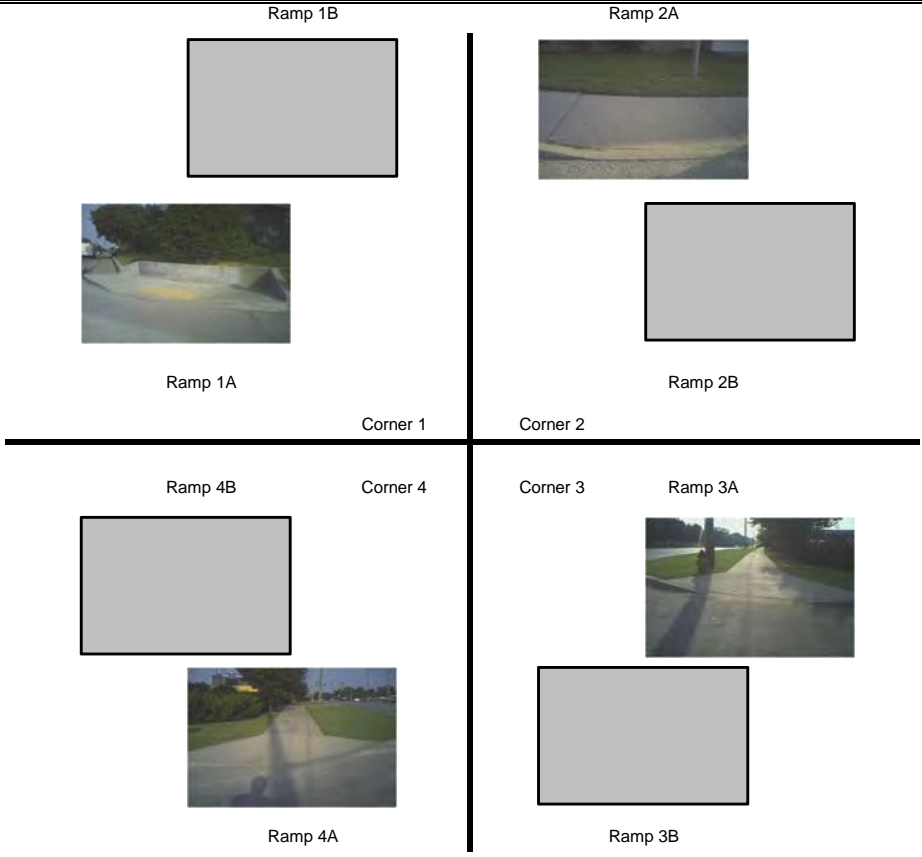 Ramp 1B
Ramp 2A
Ramp 1A
Ramp 2B
Corner 1
Corner 2
Ramp 4B
Corner 4
Corner 3
Ramp 3A
Ramp 4A
Ramp 3B